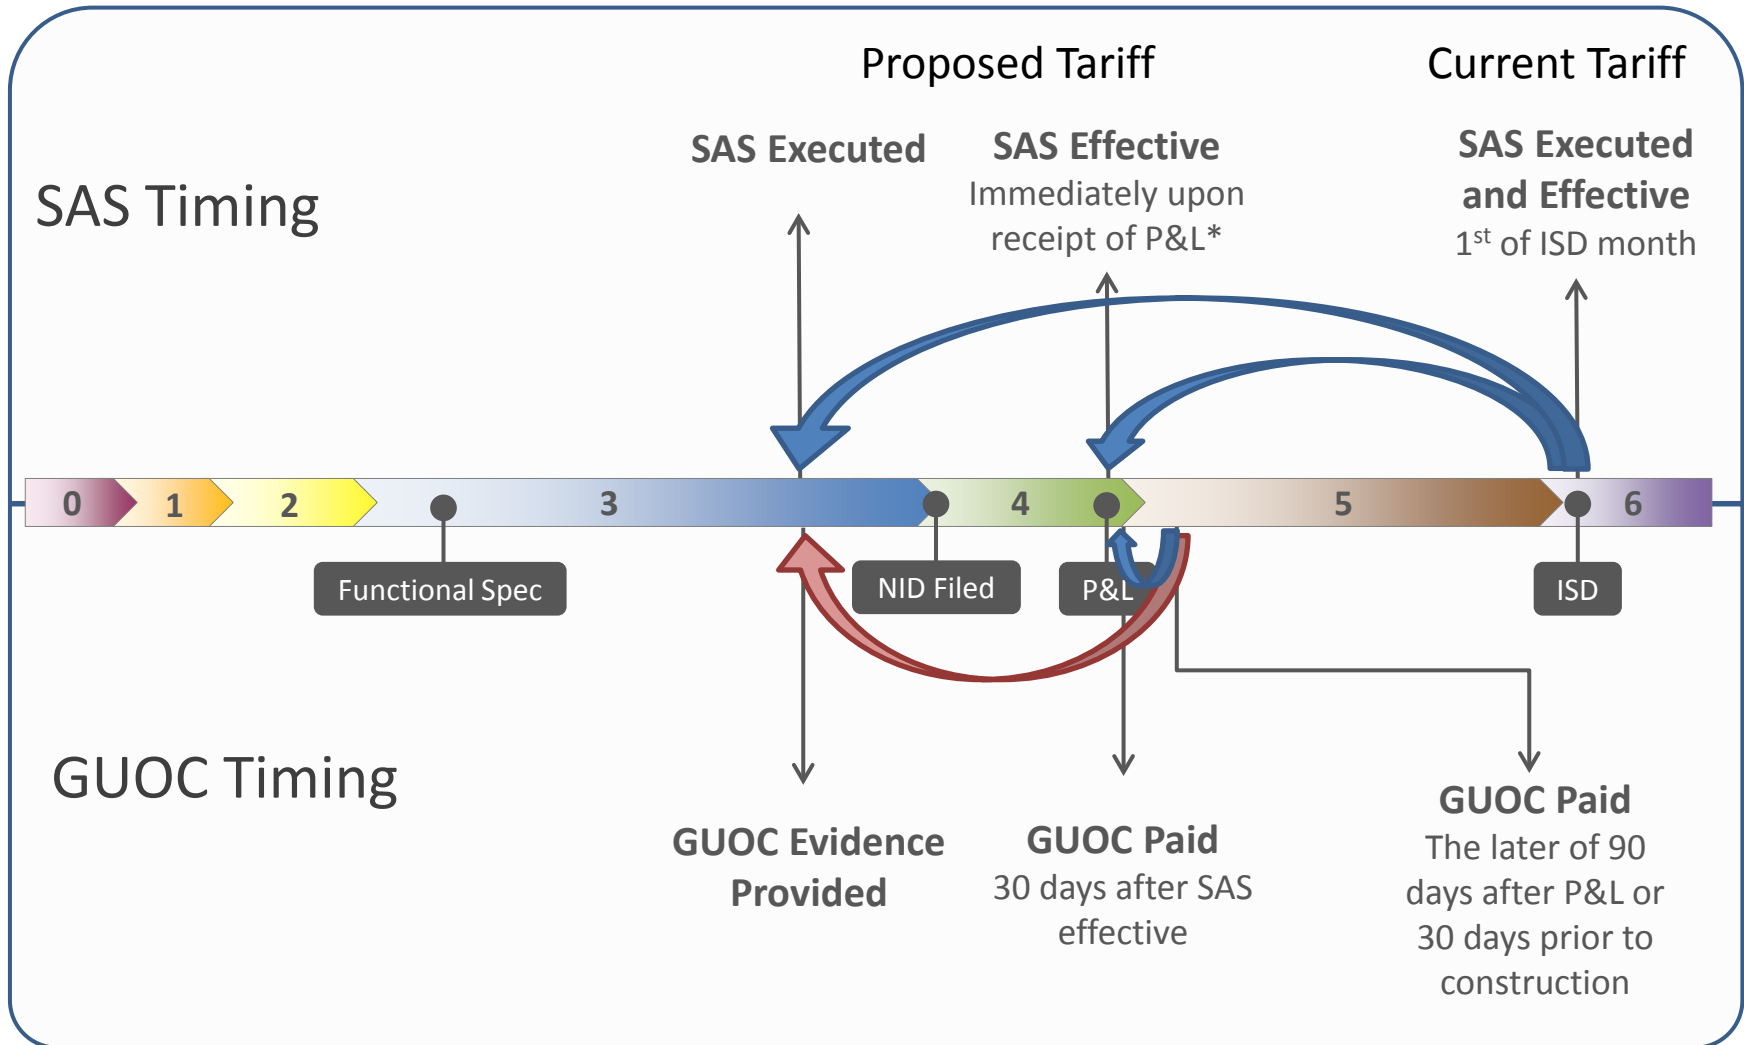 Proposed Tariff
Current Tariff
SAS Timing
SAS Executed
SAS Effective
Immediately upon
receipt of P&L*
SAS Executed
and Effective
1st of ISD month
0
1
2
3
4
5
6
Functional Spec
NID Filed
P&L
ISD
GUOC Timing
GUOC Evidence
Provided
GUOC Paid
30 days after SAS
effective
GUOC Paid
The later of 90
days after P&L or
30 days prior to
construction